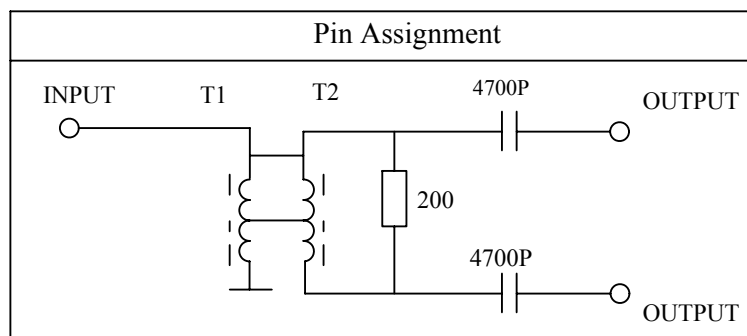 Pin Assignment
INPUT
T1
T2
4700P
OUTPUT
200
4700P
OUTPUT